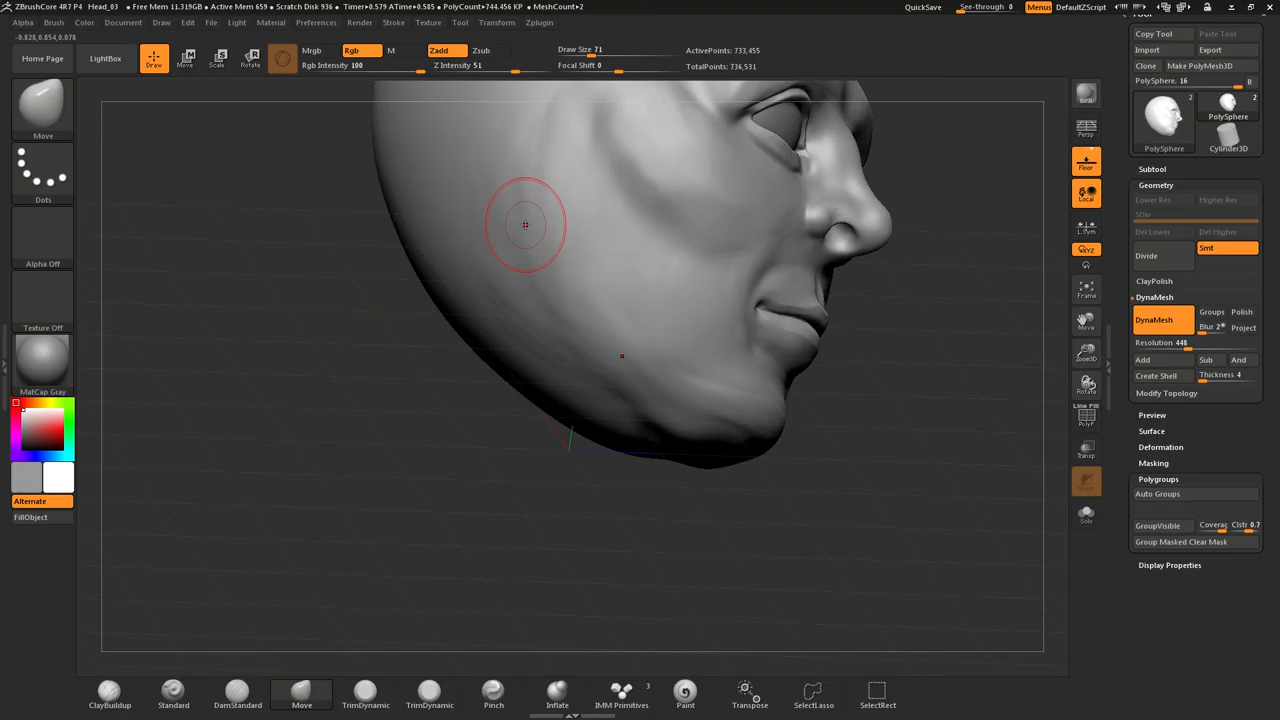 ZBrushCore 4R7 P4   Head_03   • Free Mem 11.319GB • Active Mem 659 • Scratch Disk 936 • Timer▸0.579 ATime▸0.585 • PolyCount▸744.456 KP • MeshCount▸2
QuickSave
See-through 0
Menus
DefaultZScript
Alpha
Brush
Color
Document
Draw
Edit
File
Layer
Light
Material
Preferences
Render
Stroke
Texture
Tool
Transform
Zplugin
Tool
-0.828,0.854,0.078
Home Page
LightBox
Draw
Move
Scale
Rotate
Mrgb
Rgb
M
Rgb Intensity 100
Zadd
Zsub
Z Intensity 51
Draw Size 71
Focal Shift 0
ActivePoints: 733,455
TotalPoints: 736,531
Move
Dots
Alpha Off
Texture Off
MatCap Gray
Alternate
FillObject
BPR
Persp
Floor
Local
L.Sym
XYZ
Frame
Move
Zoom3D
Rotate
Line Fill
PolyF
Transp
Ghost
Solo
Copy Tool
Paste Tool
Import
Export
Clone
Make PolyMesh3D
PolySphere. 16
R
2
PolySphere
2
PolySphere
Cylinder3D
Subtool
Geometry
Lower Res
Higher Res
SDiv
Del Lower
Del Higher
Divide
Smt
ClayPolish
DynaMesh
DynaMesh
Groups
Polish
Blur 2
Project
Resolution 448
Add
Sub
And
Create Shell
Thickness 4
Modify Topology
Preview
Surface
Deformation
Masking
Polygroups
Auto Groups
GroupVisible
Coverag
Clstr 0.7
Group Masked Clear Mask
Display Properties
ClayBuildup
Standard
DamStandard
Move
TrimDynamic
TrimDynamic
Pinch
Inflate
IMM Primitives
3
Paint
Transpose
SelectLasso
SelectRect